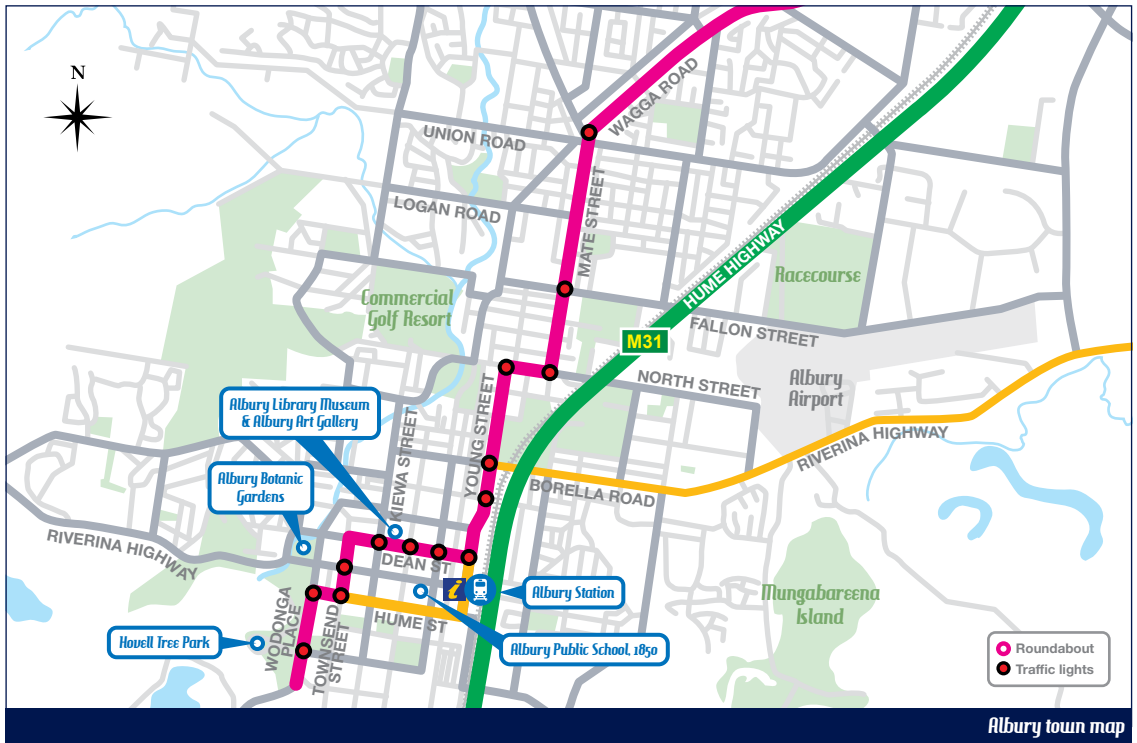 N
WAGGA ROAD
UNION ROAD
LOGAN ROAD
MATE STREET
HUME HIGHWAY
Racecourse
Commercial
Golf Resort
FALLON STREET
M31
NORTH STREET
Albury
Airport
Albury Library Museum
& Albury Art Gallery
KIEWA STREET
YOUNG STREET
RIVERINA HIGHWAY
Albury Botanic
Gardens
BORELLA ROAD
RIVERINA HIGHWAY
DEAN ST
i
Albury Station
Mungabareena
Island
HUME ST
WODONGA
PLACE
TOWNSEND
STREET
Hovell Tree Park
Albury Public School, 1850
Roundabout
Traffic lights
Albury town map